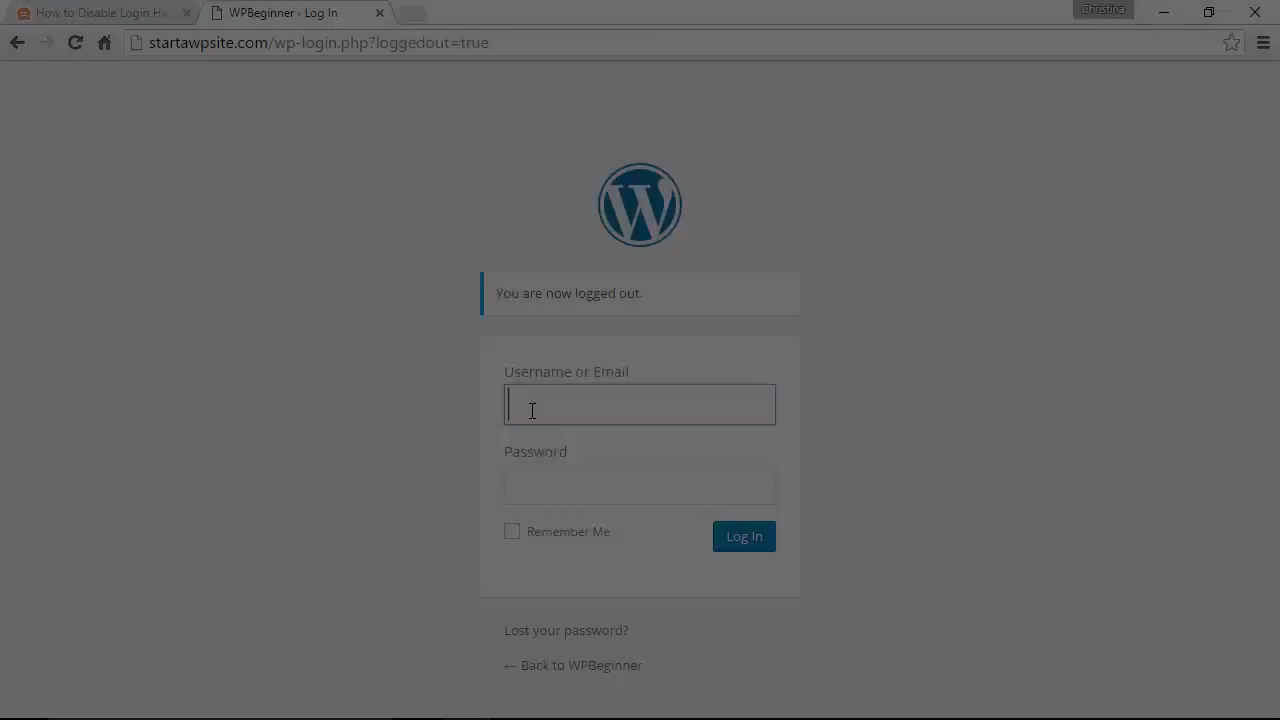 How to Disable Login Hi
WPBeginner ‹ Log In
Christina
startawpsite.com/wp-login.php?loggedout=true
W
You are now logged out.
Username or Email
Password
Remember Me
Log In
Lost your password?
← Back to WPBeginner